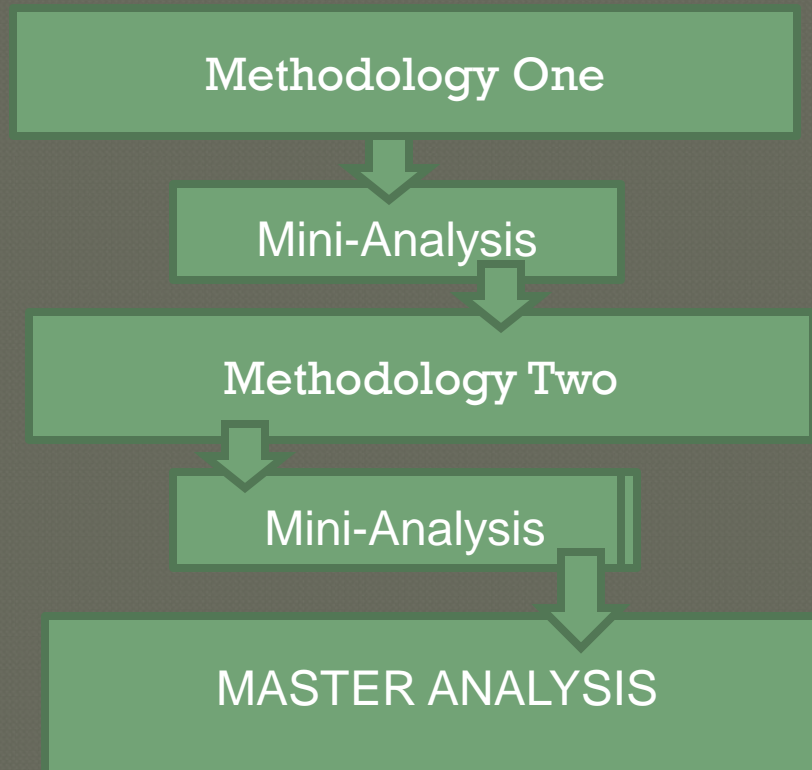 Methodology One
Mini-Analysis
Methodology Two
Mini-Analysis
MASTER ANALYSIS